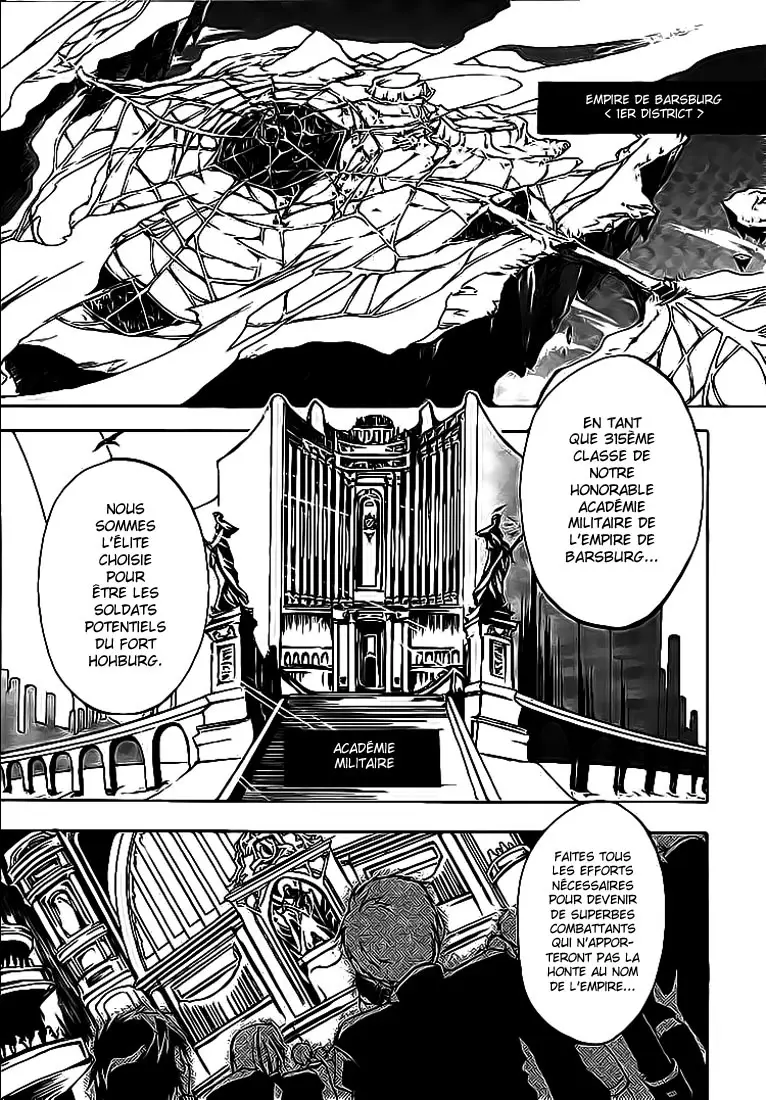 EMPIRE DE BARSBURG
< 1ER DISTRICT >
EN TANT
QUE 315ÈME
CLASSE DE
NOTRE
HONORABLE
ACADÉMIE
MILITAIRE DE
L'EMPIRE DE
BARSBURG...
NOUS
SOMMES
L'ÉLITE
CHOISIE
POUR
ÊTRE LES
SOLDATS
POTENTIELS
DU FORT
HOHBURG.
ACADÉMIE
MILITAIRE
FAITES TOUS
LES EFFORTS
NÉCESSAIRES
POUR DEVENIR
DE SUPERBES
COMBATTANTS
QUI N'APPOR-
TERONT PAS LA
HONTE AU NOM
DE L'EMPIRE...